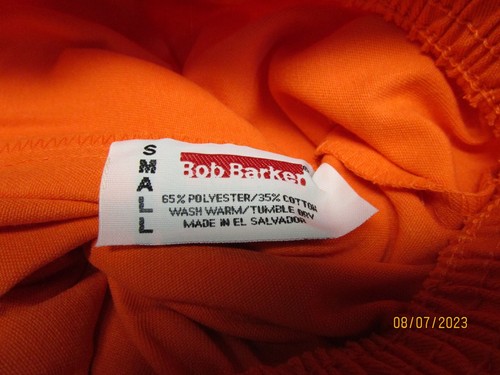 SMALL
Bob Barker
65% POLYESTER/35% COTTON
WASH WARM/TUMBLE DRY
MADE IN EL SALVADOR
08/07/2023